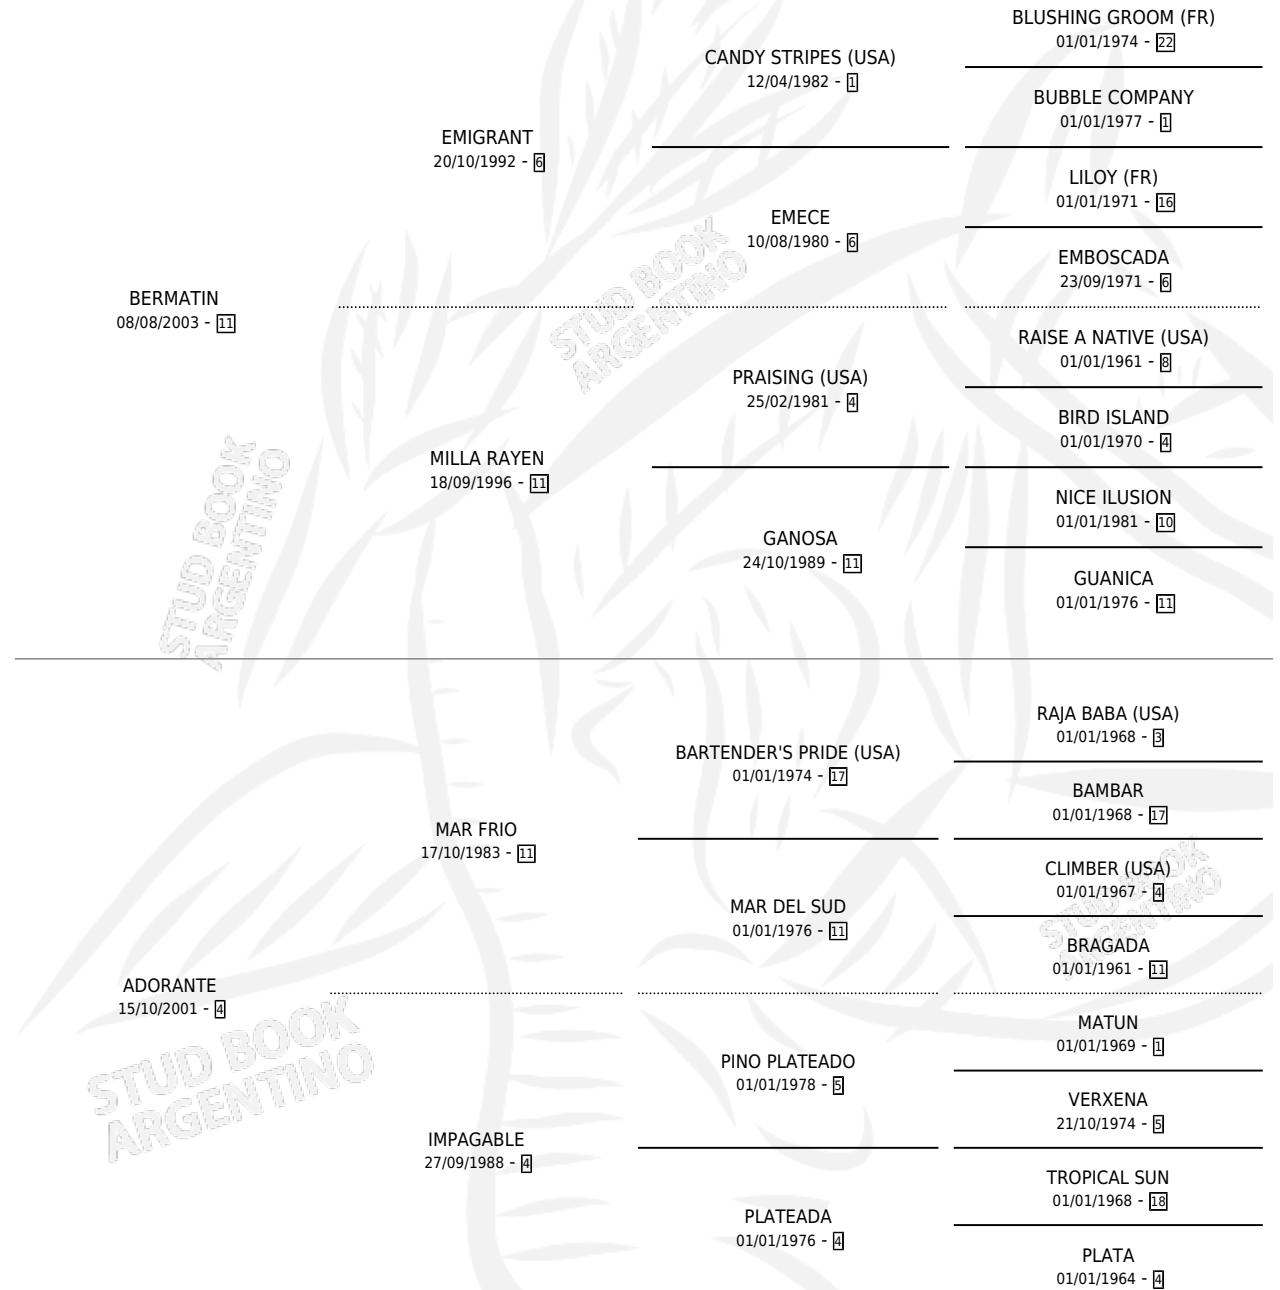 BLUSHING GROOM (FR)
01/01/1974 - 22
CANDY STRIPES (USA)
12/04/1982 - 1
BUBBLE COMPANY
01/01/1977 - 1
EMIGRANT
20/10/1992 - 6
LILOY (FR)
01/01/1971 - 16
EMECE
10/08/1980 - 6
EMBOSCADA
23/09/1971 - 6
BERMATIN
08/08/2003 - 11
STUD BOOK
ARGENTINO
RAISE A NATIVE (USA)
01/01/1961 - 8
PRAISING (USA)
25/02/1981 - 4
BIRD ISLAND
01/01/1970 - 4
MILLA RAYEN
18/09/1996 - 11
NICE ILUSION
01/01/1981 - 10
GANOSA
24/10/1989 - 11
GUANICA
01/01/1976 - 11
STUD BOOK
ARGENTINO
RAJA BABA (USA)
01/01/1968 - 3
BARTENDER'S PRIDE (USA)
01/01/1974 - 17
BAMBAR
01/01/1968 - 17
MAR FRIO
17/10/1983 - 11
CLIMBER (USA)
01/01/1967 - 4
MAR DEL SUD
01/01/1976 - 11
BRAGADA
01/01/1961 - 11
STUD BOOK
ARGENTINO
ADORANTE
15/10/2001 - 4
MATUN
01/01/1969 - 1
PINO PLATEADO
01/01/1978 - 5
VERXENA
21/10/1974 - 5
STUD BOOK
ARGENTINO
IMPAGABLE
27/09/1988 - 4
TROPICAL SUN
01/01/1968 - 18
PLATEADA
01/01/1976 - 4
PLATA
01/01/1964 - 4